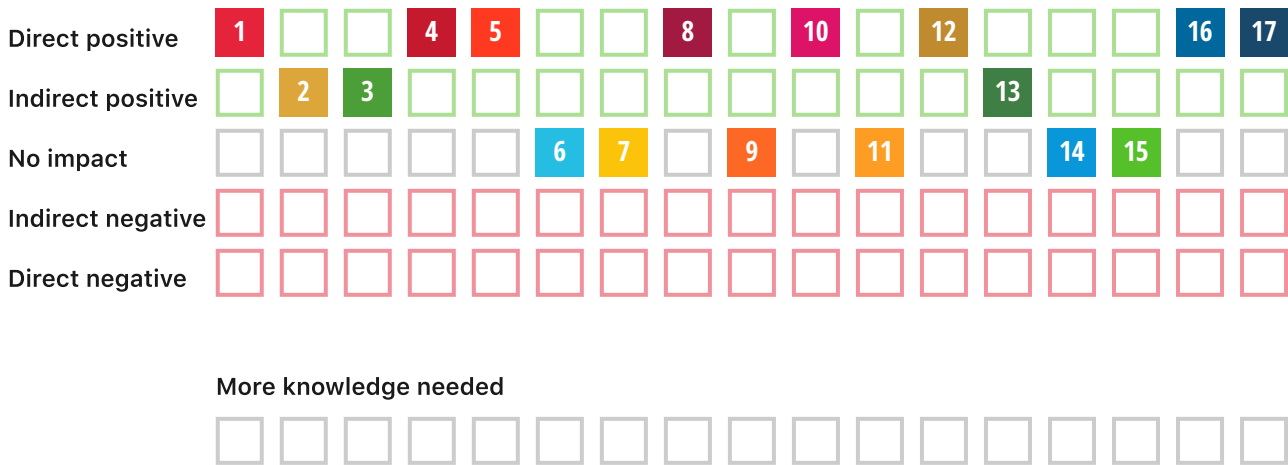 Direct positive 1 4 5 8 10 12 16 17
Indirect positive 2 3 13
No impact 6 7 9 11 14 15
Indirect negative
Direct negative
More knowledge needed